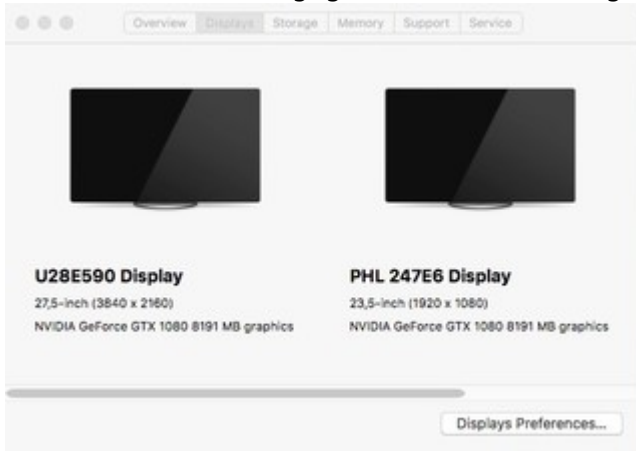 Overview Displays Storage Memory Support Service
U28E590 Display
27,5-inch (3840 x 2160)
NVIDIA GeForce GTX 1080 8191 MB graphics
PHL 247E6 Display
23,5-inch (1920 x 1080)
NVIDIA GeForce GTX 1080 8191 MB graphics
Displays Preferences...